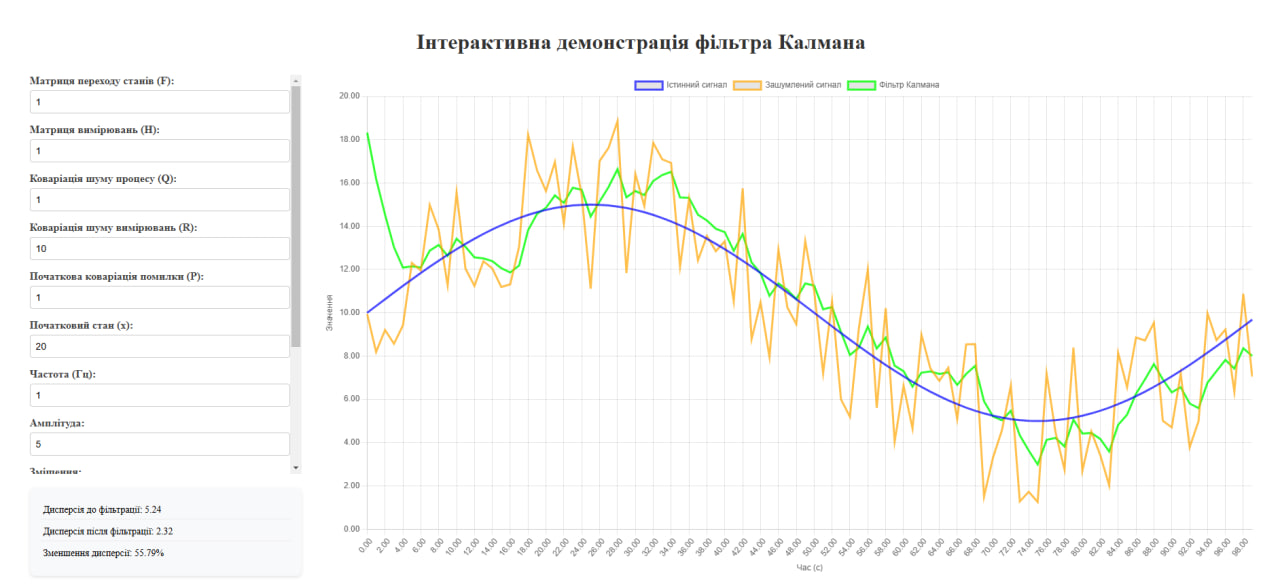 Інтерактивна демонстрація фільтра Калмана
Матриця переходу станів (F):
1
Матриця вимірювань (H):
1
Коваріація шуму процесу (Q):
1
Коваріація шуму вимірювань (R):
10
Початкова коваріація помилки (P):
1
Початковий стан (x):
20
Частота (Гц):
1
Амплітуда:
5
Зміщення:
Дисперсія до фільтрації: 5.24
Дисперсія після фільтрації: 2.32
Зменшення дисперсії: 55.79%
Істинний сигнал Зашумлений сигнал Фільтр Калмана
Значення
20.00
18.00
16.00
14.00
12.00
10.00
8.00
6.00
4.00
2.00
0.00
0.00 2.00 4.00 6.00 8.00 10.00 12.00 14.00 16.00 18.00 20.00 22.00 24.00 26.00 28.00 30.00 32.00 34.00 36.00 38.00 40.00 42.00 44.00 46.00 48.00 50.00 52.00 54.00 56.00 58.00 60.00 62.00 64.00 66.00 68.00 70.00 72.00 74.00 76.00 78.00 80.00 82.00 84.00 86.00 88.00 90.00 92.00 94.00 96.00 98.00
Час (с)